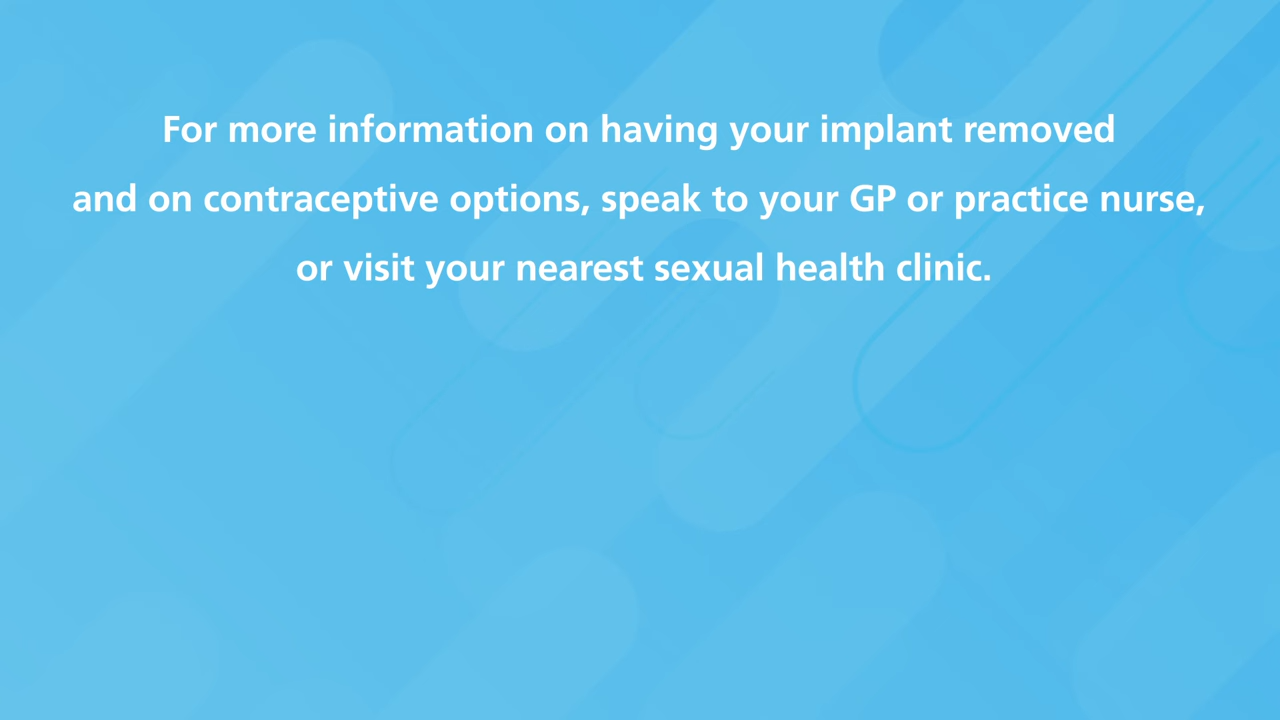 For more information on having your implant removed
and on contraceptive options, speak to your GP or practice nurse,
or visit your nearest sexual health clinic.